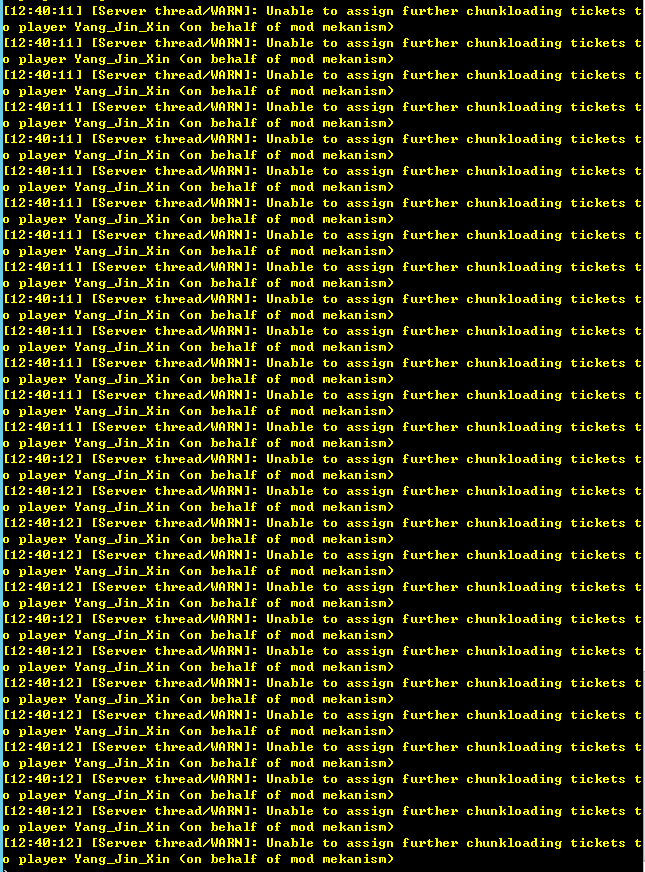 [12:40:11] [Server thread/WARN]: Unable to assign further chunkloading tickets t
o player Yang_Jin_Xin (on behalf of mod mekanism)
[12:40:11] [Server thread/WARN]: Unable to assign further chunkloading tickets t
o player Yang_Jin_Xin (on behalf of mod mekanism)
[12:40:11] [Server thread/WARN]: Unable to assign further chunkloading tickets t
o player Yang_Jin_Xin (on behalf of mod mekanism)
[12:40:11] [Server thread/WARN]: Unable to assign further chunkloading tickets t
o player Yang_Jin_Xin (on behalf of mod mekanism)
[12:40:11] [Server thread/WARN]: Unable to assign further chunkloading tickets t
o player Yang_Jin_Xin (on behalf of mod mekanism)
[12:40:11] [Server thread/WARN]: Unable to assign further chunkloading tickets t
o player Yang_Jin_Xin (on behalf of mod mekanism)
[12:40:11] [Server thread/WARN]: Unable to assign further chunkloading tickets t
o player Yang_Jin_Xin (on behalf of mod mekanism)
[12:40:11] [Server thread/WARN]: Unable to assign further chunkloading tickets t
o player Yang_Jin_Xin (on behalf of mod mekanism)
[12:40:11] [Server thread/WARN]: Unable to assign further chunkloading tickets t
o player Yang_Jin_Xin (on behalf of mod mekanism)
[12:40:11] [Server thread/WARN]: Unable to assign further chunkloading tickets t
o player Yang_Jin_Xin (on behalf of mod mekanism)
[12:40:11] [Server thread/WARN]: Unable to assign further chunkloading tickets t
o player Yang_Jin_Xin (on behalf of mod mekanism)
[12:40:11] [Server thread/WARN]: Unable to assign further chunkloading tickets t
o player Yang_Jin_Xin (on behalf of mod mekanism)
[12:40:11] [Server thread/WARN]: Unable to assign further chunkloading tickets t
o player Yang_Jin_Xin (on behalf of mod mekanism)
[12:40:11] [Server thread/WARN]: Unable to assign further chunkloading tickets t
o player Yang_Jin_Xin (on behalf of mod mekanism)
[12:40:12] [Server thread/WARN]: Unable to assign further chunkloading tickets t
o player Yang_Jin_Xin (on behalf of mod mekanism)
[12:40:12] [Server thread/WARN]: Unable to assign further chunkloading tickets t
o player Yang_Jin_Xin (on behalf of mod mekanism)
[12:40:12] [Server thread/WARN]: Unable to assign further chunkloading tickets t
o player Yang_Jin_Xin (on behalf of mod mekanism)
[12:40:12] [Server thread/WARN]: Unable to assign further chunkloading tickets t
o player Yang_Jin_Xin (on behalf of mod mekanism)
[12:40:12] [Server thread/WARN]: Unable to assign further chunkloading tickets t
o player Yang_Jin_Xin (on behalf of mod mekanism)
[12:40:12] [Server thread/WARN]: Unable to assign further chunkloading tickets t
o player Yang_Jin_Xin (on behalf of mod mekanism)
[12:40:12] [Server thread/WARN]: Unable to assign further chunkloading tickets t
o player Yang_Jin_Xin (on behalf of mod mekanism)
[12:40:12] [Server thread/WARN]: Unable to assign further chunkloading tickets t
o player Yang_Jin_Xin (on behalf of mod mekanism)
[12:40:12] [Server thread/WARN]: Unable to assign further chunkloading tickets t
o player Yang_Jin_Xin (on behalf of mod mekanism)
[12:40:12] [Server thread/WARN]: Unable to assign further chunkloading tickets t
o player Yang_Jin_Xin (on behalf of mod mekanism)
[12:40:12] [Server thread/WARN]: Unable to assign further chunkloading tickets t
o player Yang_Jin_Xin (on behalf of mod mekanism)
[12:40:12] [Server thread/WARN]: Unable to assign further chunkloading tickets t
o player Yang_Jin_Xin (on behalf of mod mekanism)
[12:40:12] [Server thread/WARN]: Unable to assign further chunkloading tickets t
o player Yang_Jin_Xin (on behalf of mod mekanism)